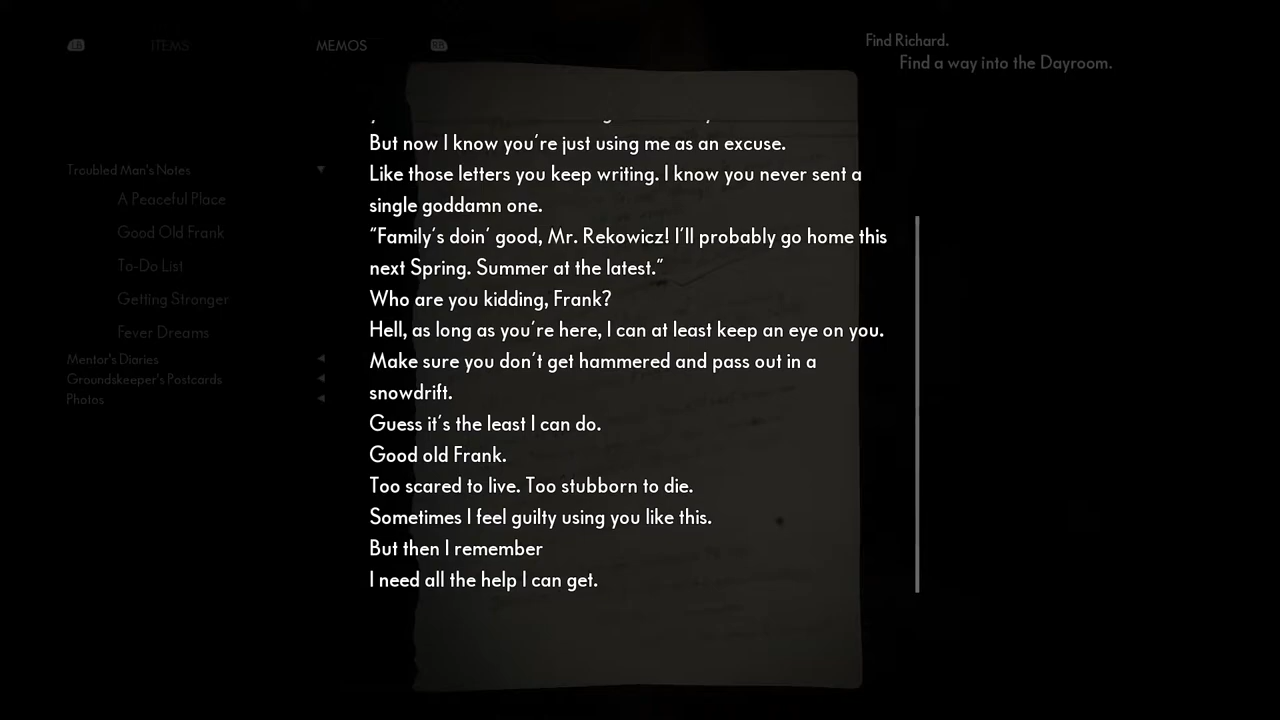 LB
ITEMS
MEMOS
RB
Find Richard.
Find a way into the Dayroom.
Troubled Man's Notes
A Peaceful Place
Good Old Frank
To-Do List
Getting Stronger
Fever Dreams
Mentor's Diaries
Groundskeeper's Postcards
Photos
But now I know you're just using me as an excuse.
Like those letters you keep writing. I know you never sent a
single goddamn one.
"Family's doin' good, Mr. Rekowicz! I'll probably go home this
next Spring. Summer at the latest."
Who are you kidding, Frank?
Hell, as long as you're here, I can at least keep an eye on you.
Make sure you don't get hammered and pass out in a
snowdrift.
Guess it's the least I can do.
Good old Frank.
Too scared to live. Too stubborn to die.
Sometimes I feel guilty using you like this.
But then I remember
I need all the help I can get.